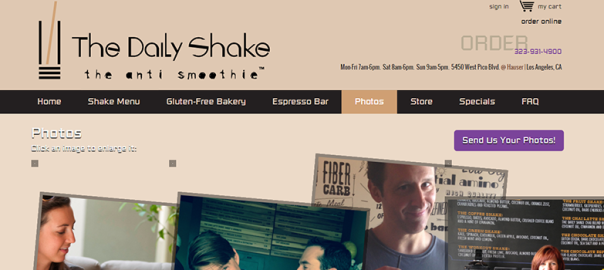 sign in my cart
order online
The Daily Shake
the anti smoothie™
ORDER
323-931-4900
Mon-Fri 7am-6pm. Sat 8am-6pm. Sun 9am-5pm. 5450 West Pico Blvd. @ Hauser | Los Angeles, CA
Home Shake Menu Gluten-Free Bakery Espresso Bar Photos Store Specials FAQ
Photos
Click an image to enlarge it:
Send Us Your Photos!
FIBER
CARB